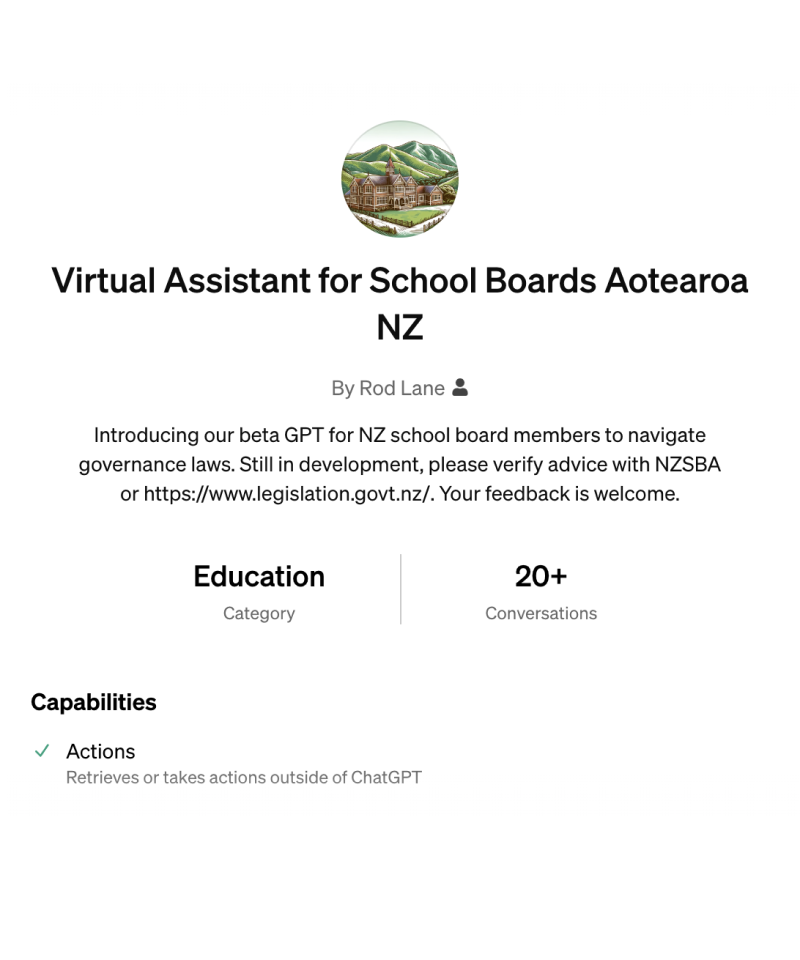 Virtual Assistant for School Boards Aotearoa
NZ
By Rod Lane
Introducing our beta GPT for NZ school board members to navigate
governance laws. Still in development, please verify advice with NZSBA
or https://www.legislation.govt.nz/. Your feedback is welcome.
Education
Category
20+
Conversations
Capabilities
Actions
Retrieves or takes actions outside of ChatGPT